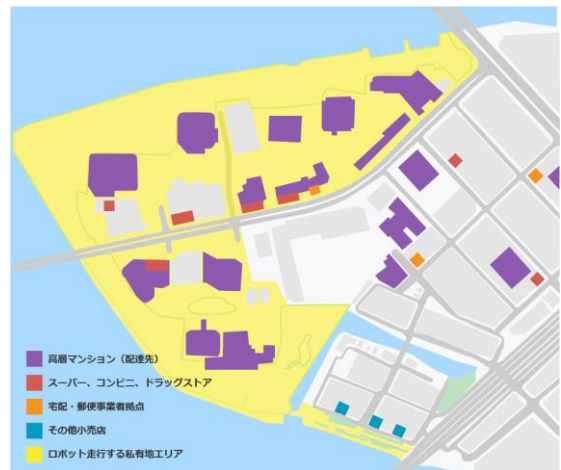 高層マンション（配達先）
スーパー、コンビニ、ドラッグストア
宅配・郵便事業者拠点
その他小売店
ロボット走行する私有地エリア